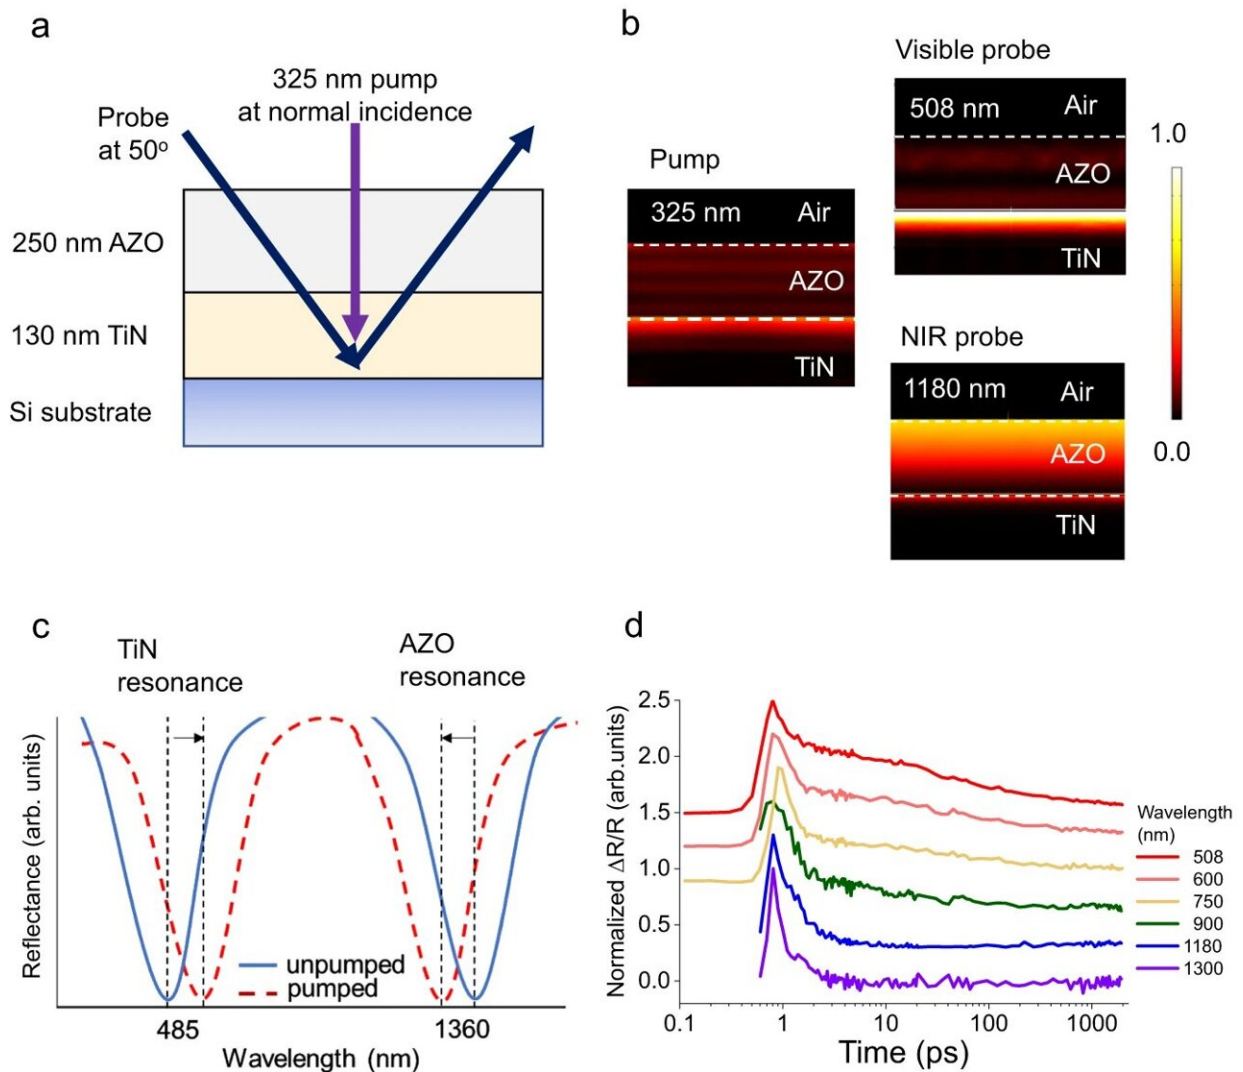 a
325 nm pump
at normal incidence
Probe
at 50°
250 nm AZO
130 nm TiN
Si substrate
b
Visible probe
508 nm Air
AZO
TiN
Pump
325 nm Air
AZO
TiN
NIR probe
1180 nm Air
AZO
TiN
1.0
0.0
c
TiN
resonance
AZO
resonance
Reflectance (arb. units)
unpumped
pumped
485
1360
Wavelength (nm)
d
Normalized ΔR/R (arb.units)
2.5
2.0
1.5
1.0
0.5
0.0
0.1 1 10 100 1000
Time (ps)
Wavelength
(nm)
508
600
750
900
1180
1300